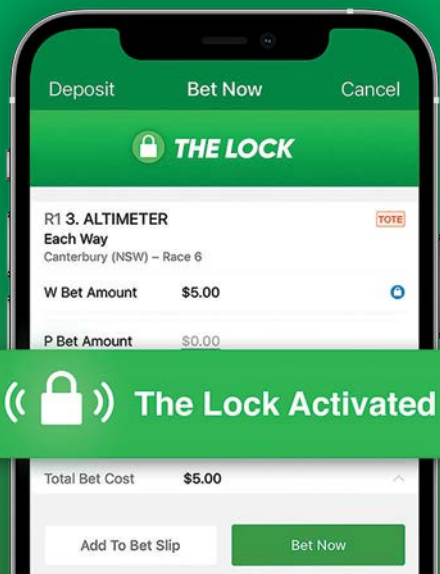 Deposit Bet Now Cancel
THE LOCK
R1 3. ALTIMETER TOTE
Each Way
Canterbury (NSW) – Race 6
W Bet Amount $5.00
P Bet Amount $0.00
The Lock Activated
Total Bet Cost $5.00
Add To Bet Slip Bet Now